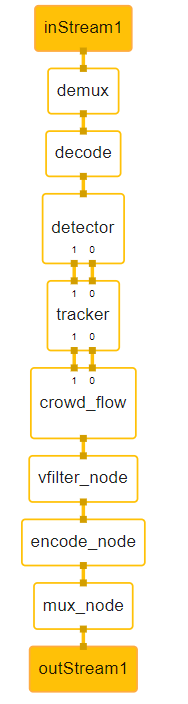 inStream1
demux
decode
detector
1 0
1 0
tracker
1 0
1 0
crowd_flow
vfilter_node
encode_node
mux_node
outStream1